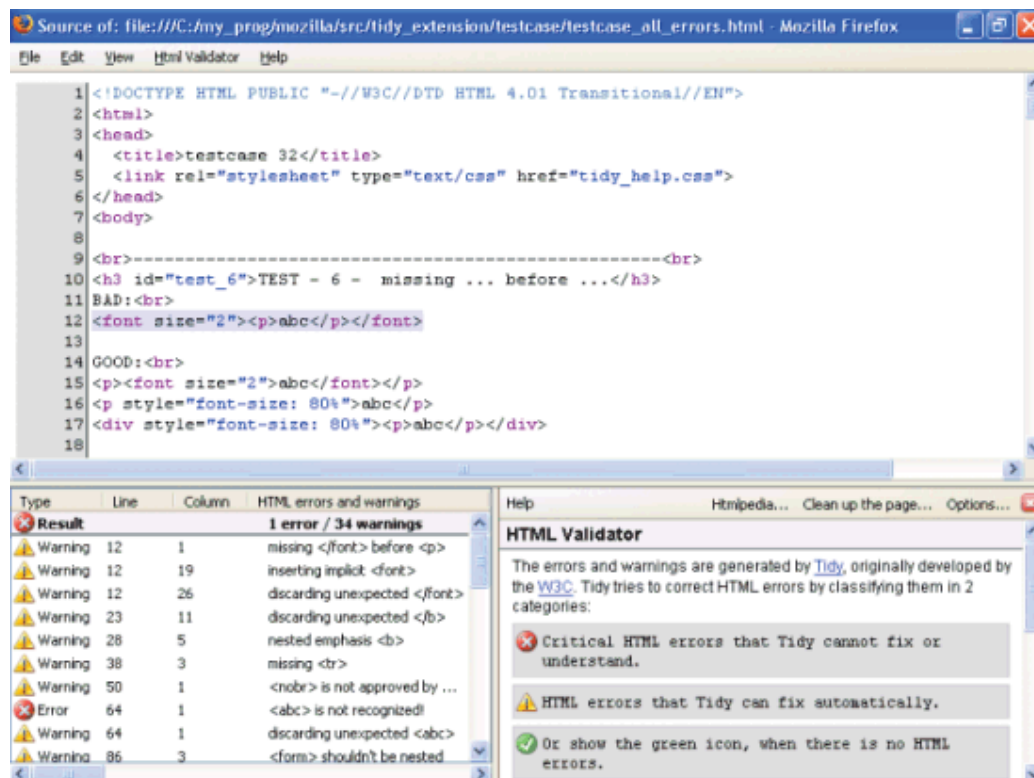 Source of: file:///C:/my_prog/mozilla/src/tidy_extension/testcase/testcase_all_errors.html - Mozilla Firefox
File Edit View Html Validator Help
1 <!DOCTYPE HTML PUBLIC "-//W3C//DTD HTML 4.01 Transitional//EN">
2 <html>
3 <head>
4 <title>testcase 32</title>
5 <link rel="stylesheet" type="text/css" href="tidy_help.css">
6 </head>
7 <body>
8
9 <br>-----------------------------------------------------<br>
10 <h3 id="test_6">TEST - 6 -  missing ... before ...</h3>
11 BAD:<br>
12 <font size="2"><p>abc</p></font>
13
14 GOOD:<br>
15 <p><font size="2">abc</font></p>
16 <p style="font-size: 80%">abc</p>
17 <div style="font-size: 80%"><p>abc</p></div>
18
Type Line Column HTML errors and warnings
Result 1 error / 34 warnings
Warning 12 1 missing </font> before <p>
Warning 12 19 inserting implicit <font>
Warning 12 26 discarding unexpected </font>
Warning 23 11 discarding unexpected </b>
Warning 28 5 nested emphasis <b>
Warning 38 3 missing <tr>
Warning 50 1 <nobr> is not approved by ...
Error 64 1 <abc> is not recognized!
Warning 64 1 discarding unexpected <abc>
Warning 86 3 <form> shouldn't be nested
Help Htmlpedia... Clean up the page... Options...
HTML Validator
The errors and warnings are generated by Tidy, originally developed by
the W3C. Tidy tries to correct HTML errors by classifying them in 2
categories:
Critical HTML errors that Tidy cannot fix or
understand.
HTML errors that Tidy can fix automatically.
Or show the green icon, when there is no HTML
errors.